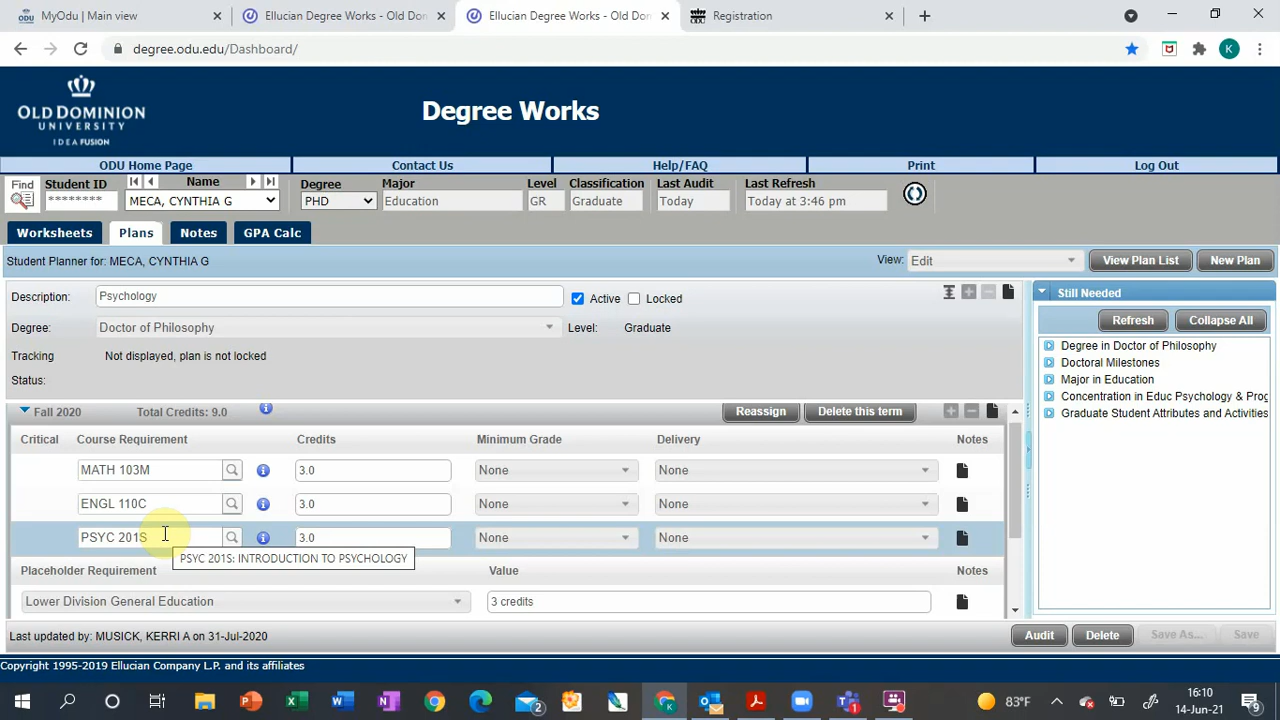 MyOdu | Main view
Ellucian Degree Works - Old Dom
Ellucian Degree Works - Old Don
Registration
degree.odu.edu/Dashboard/
K
OLD DOMINION
UNIVERSITY
IDEA FUSION
Degree Works
ODU Home Page
Contact Us
Help/FAQ
Print
Log Out
Find
Student ID
Name
Degree
Major
Level
Classification
Last Audit
Last Refresh
********
MECA, CYNTHIA G
PHD
Education
GR
Graduate
Today
Today at 3:46 pm
Worksheets
Plans
Notes
GPA Calc
Student Planner for: MECA, CYNTHIA G
View:
Edit
View Plan List
New Plan
Description:
Psychology
Active
Locked
Degree:
Doctor of Philosophy
Level:
Graduate
Tracking
Not displayed, plan is not locked
Status:
Still Needed
Refresh
Collapse All
Degree in Doctor of Philosophy
Doctoral Milestones
Major in Education
Concentration in Educ Psychology & Prog
Graduate Student Attributes and Activities
Fall 2020
Total Credits: 9.0
Reassign
Delete this term
Critical
Course Requirement
Credits
Minimum Grade
Delivery
Notes
MATH 103M
3.0
None
None
ENGL 110C
3.0
None
None
PSYC 201S
3.0
None
None
PSYC 201S: INTRODUCTION TO PSYCHOLOGY
Placeholder Requirement
Value
Notes
Lower Division General Education
3 credits
Last updated by: MUSICK, KERRI A on 31-Jul-2020
Audit
Delete
Save As...
Save
Copyright 1995-2019 Ellucian Company L.P. and its affiliates
2
1
83°F
16:10
14-Jun-21
9